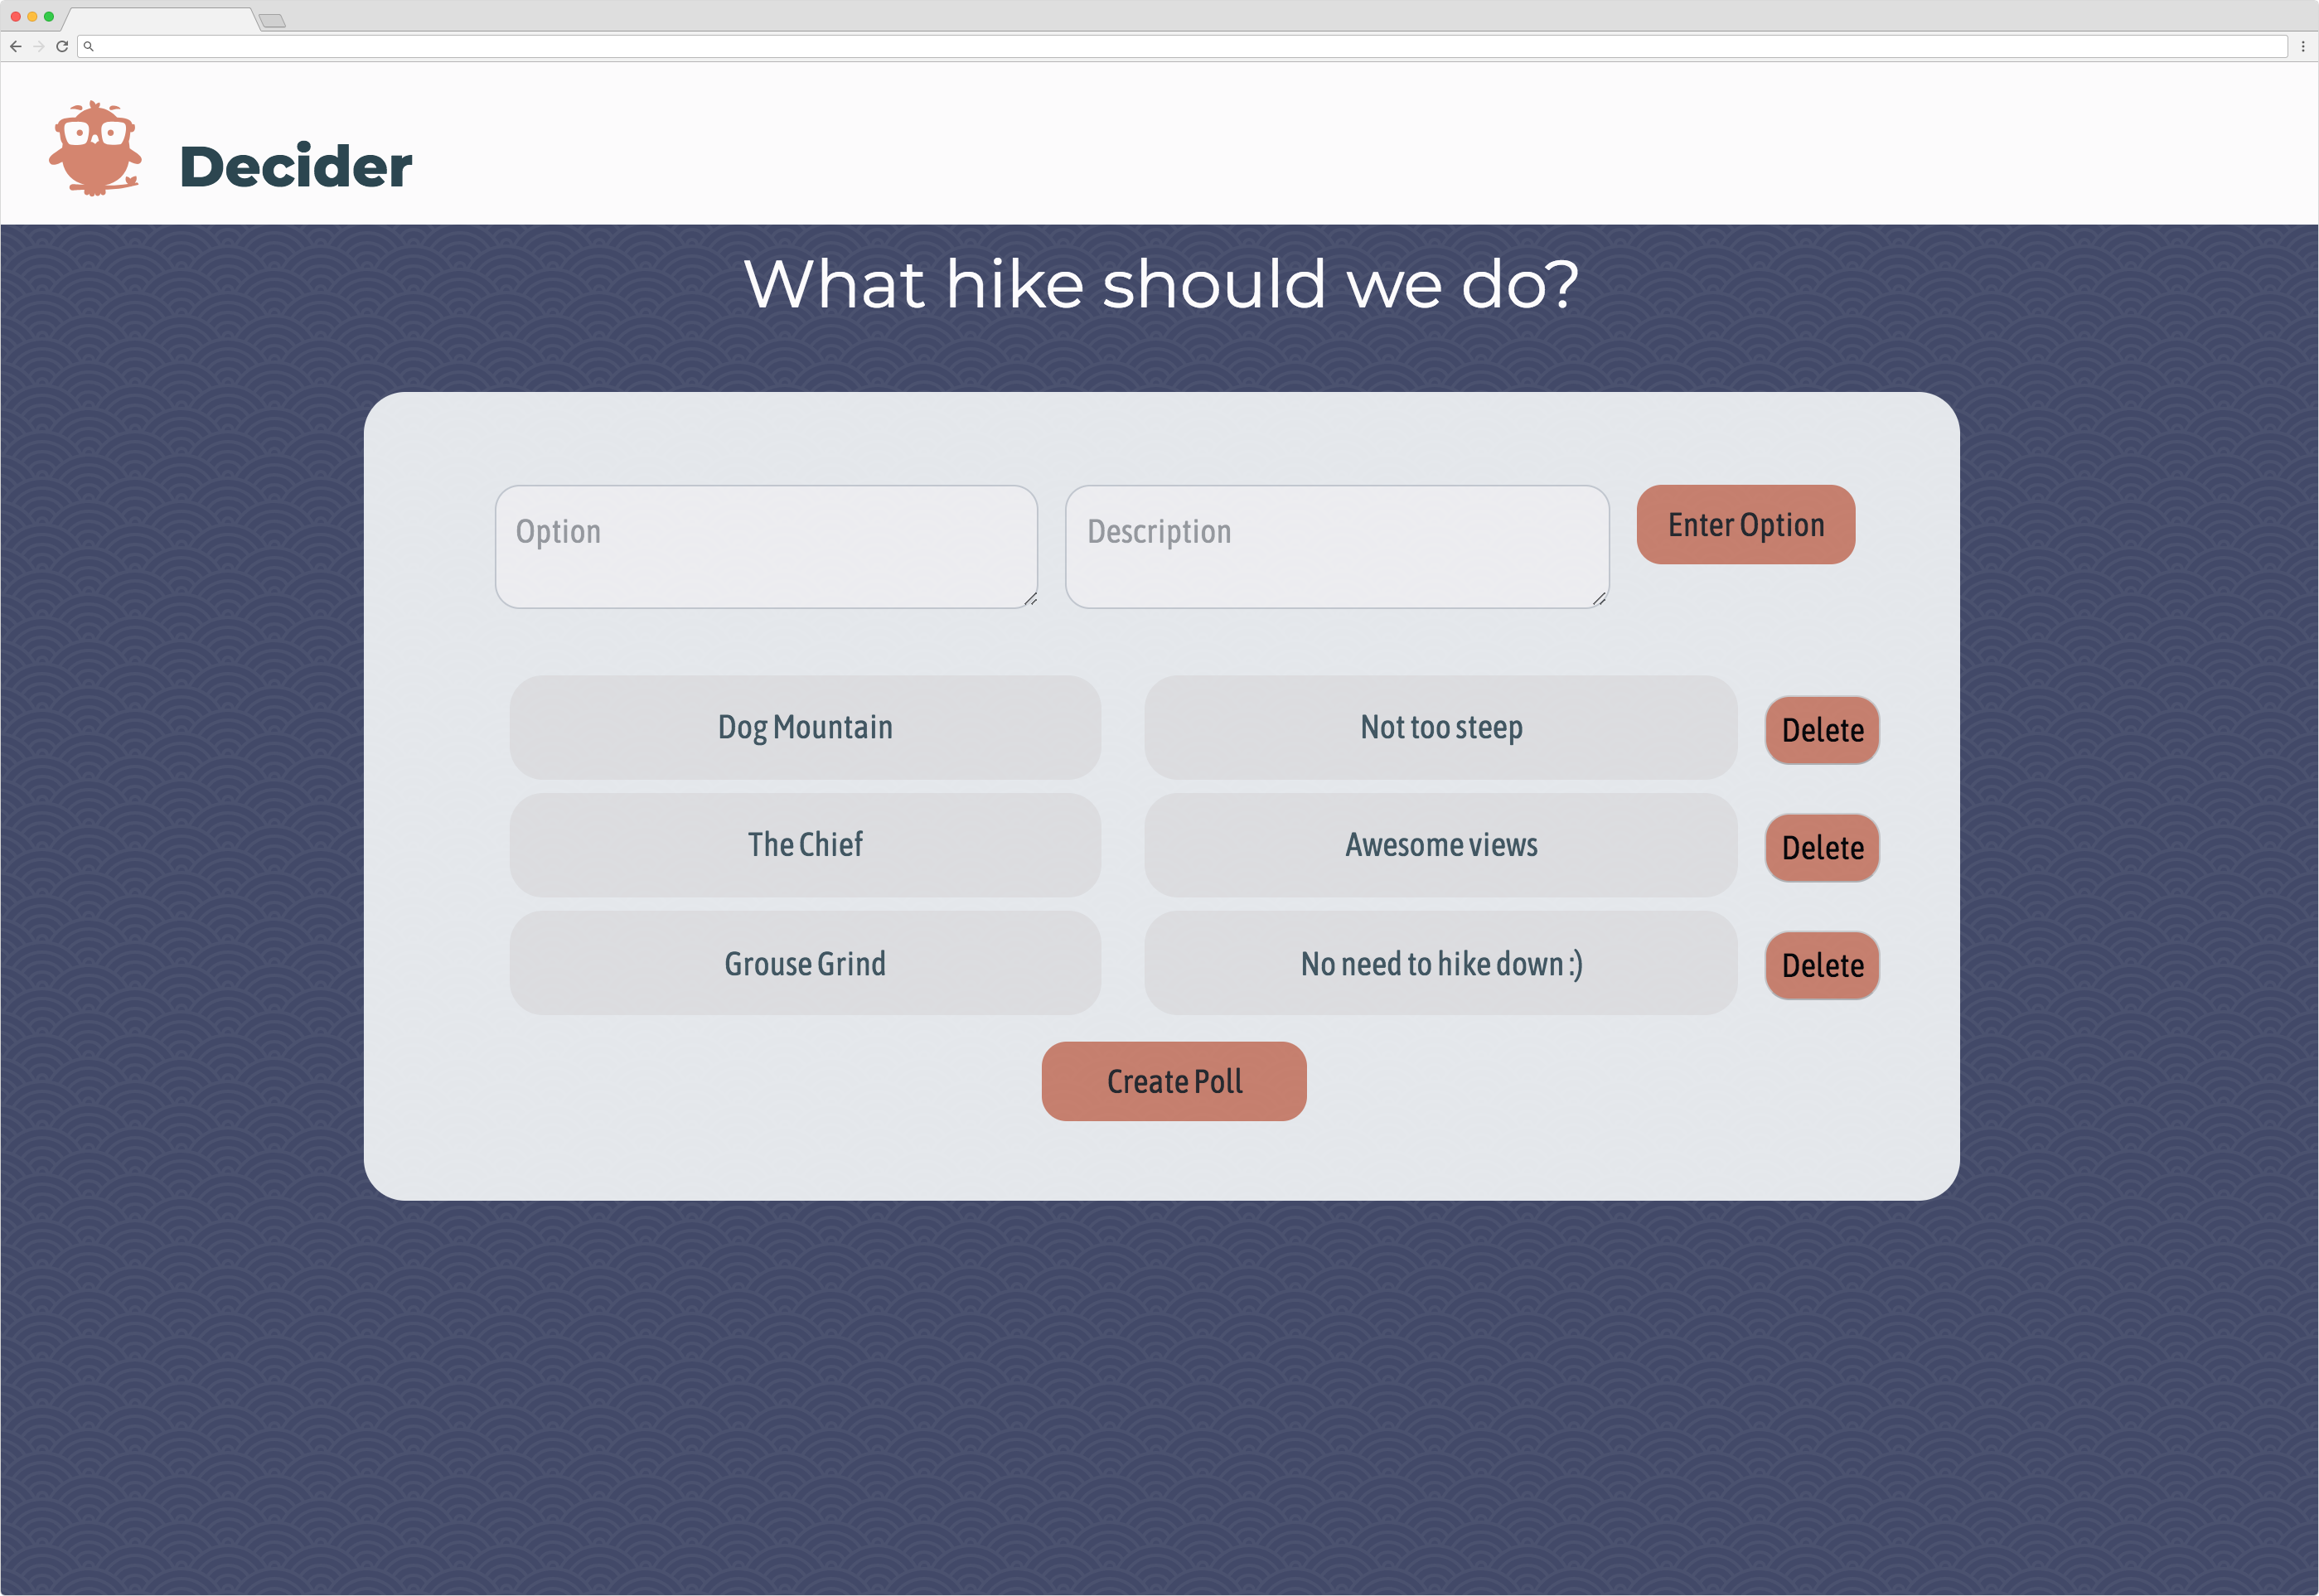 Decider
What hike should we do?
Option Description Enter Option
Dog Mountain Not too steep Delete
The Chief Awesome views Delete
Grouse Grind No need to hike down :) Delete
Create Poll